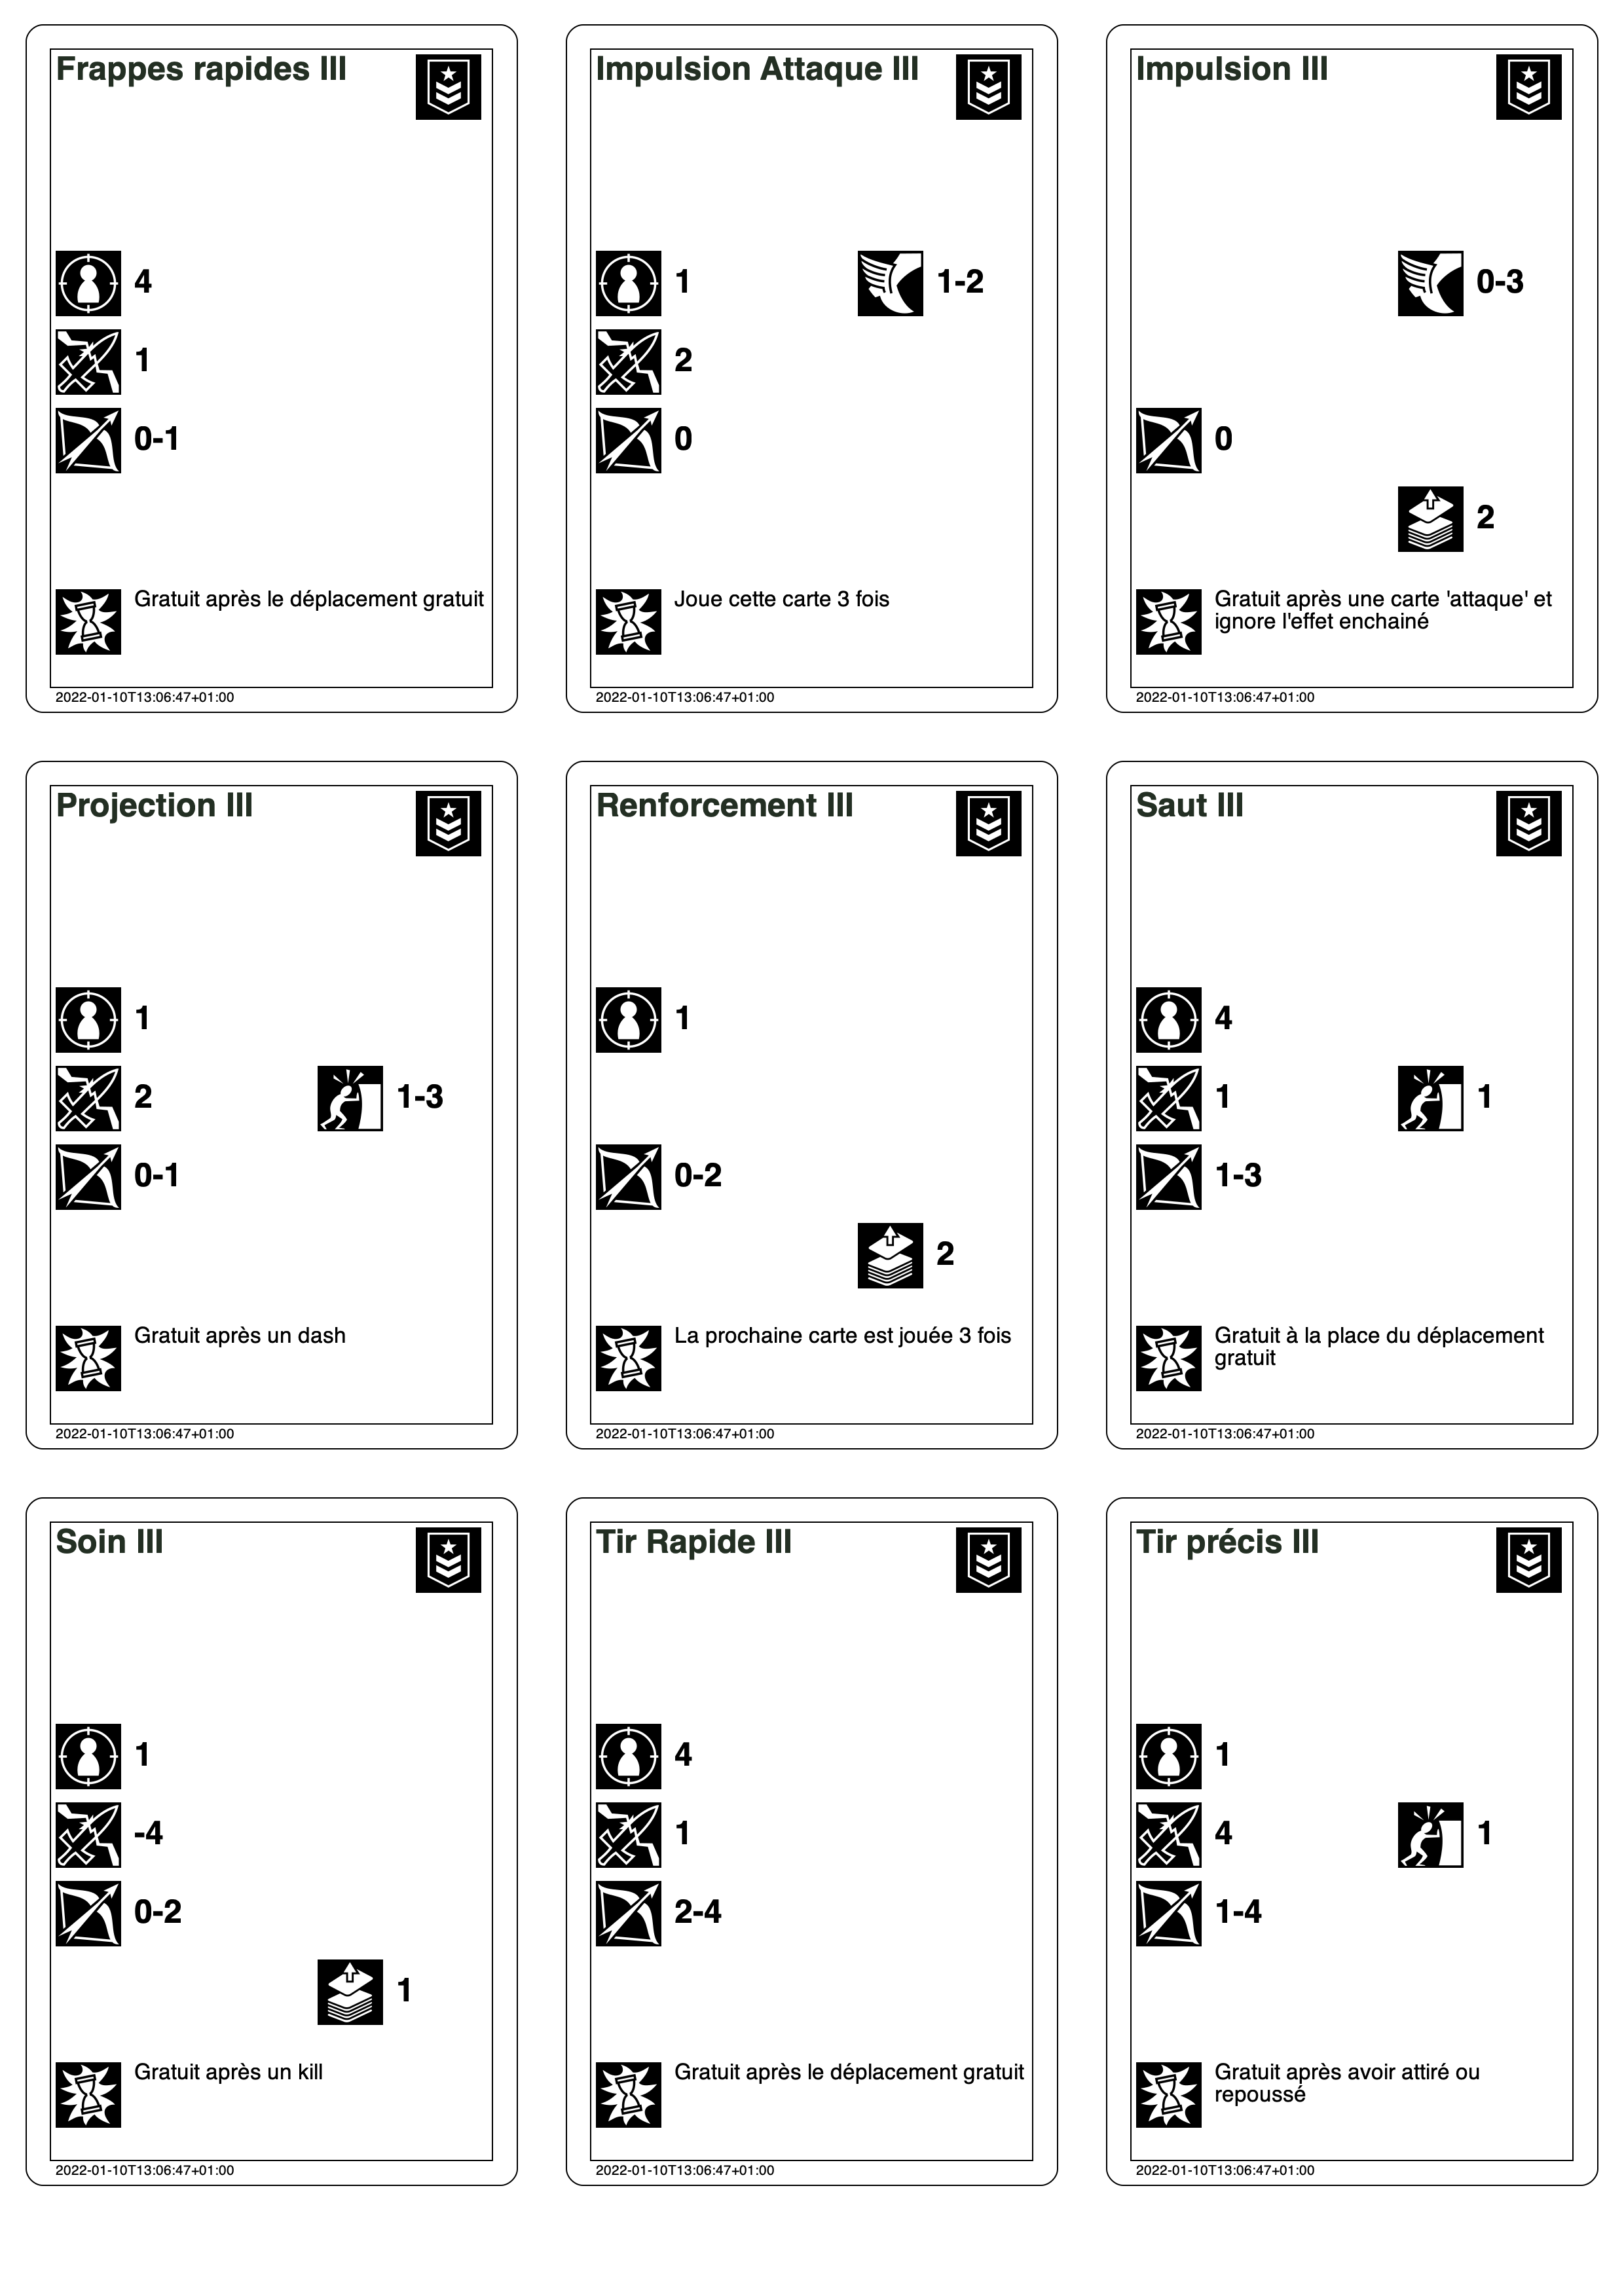 Frappes rapides III
4
1
0-1
Gratuit après le déplacement gratuit
2022-01-10T13:06:47+01:00
Impulsion Attaque III
1
1-2
2
0
Joue cette carte 3 fois
2022-01-10T13:06:47+01:00
Impulsion III
0-3
0
2
Gratuit après une carte 'attaque' et
ignore l'effet enchainé
2022-01-10T13:06:47+01:00
Projection III
1
2
1-3
0-1
Gratuit après un dash
2022-01-10T13:06:47+01:00
Renforcement III
1
0-2
2
La prochaine carte est jouée 3 fois
2022-01-10T13:06:47+01:00
Saut III
4
1
1
1-3
Gratuit à la place du déplacement
gratuit
2022-01-10T13:06:47+01:00
Soin III
1
-4
0-2
1
Gratuit après un kill
2022-01-10T13:06:47+01:00
Tir Rapide III
4
1
2-4
Gratuit après le déplacement gratuit
2022-01-10T13:06:47+01:00
Tir précis III
1
4
1
1-4
Gratuit après avoir attiré ou
repoussé
2022-01-10T13:06:47+01:00